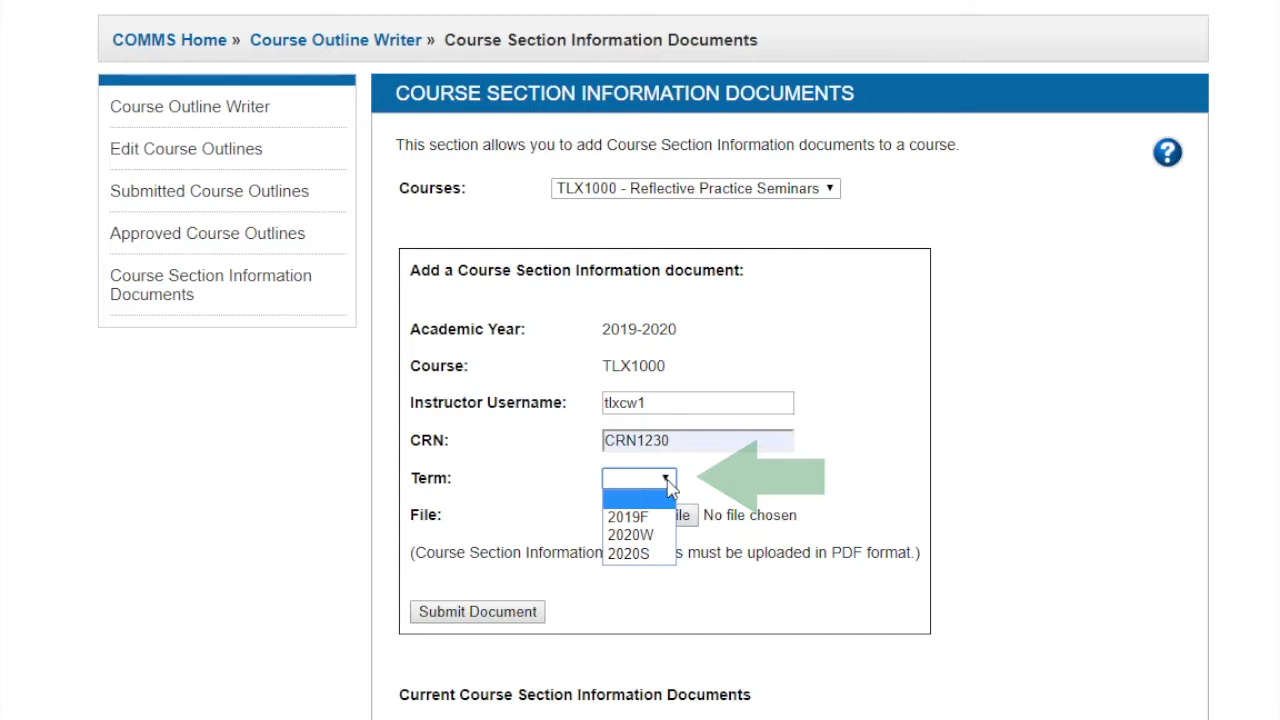 COMMS Home » Course Outline Writer » Course Section Information Documents
Course Outline Writer
Edit Course Outlines
Submitted Course Outlines
Approved Course Outlines
Course Section Information
Documents
COURSE SECTION INFORMATION DOCUMENTS
This section allows you to add Course Section Information documents to a course.
?
Courses: TLX1000 - Reflective Practice Seminars ▼
Add a Course Section Information document:
Academic Year: 2019-2020
Course: TLX1000
Instructor Username: tlxcw1
CRN: CRN1230
Term:
2019F
2020W
2020S
File: ile No file chosen
(Course Section Information s must be uploaded in PDF format.)
Submit Document
Current Course Section Information Documents